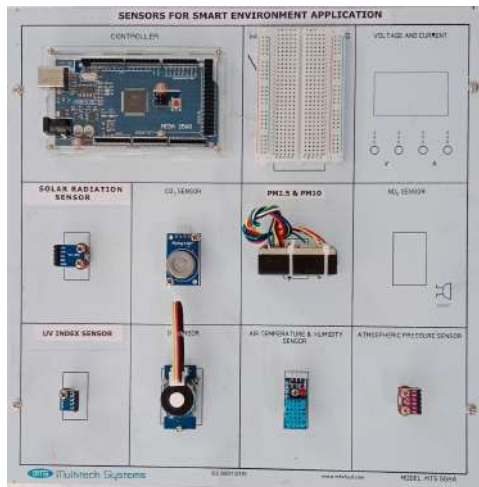 SENSORS FOR SMART ENVIRONMENT APPLICATION
CONTROLLER
VOLTAGE AND CURRENT
MEGA 2560
V
A
SOLAR RADIATION
SENSOR
CO₂ SENSOR
PM2.5 & PM10
NO₂ SENSOR
UV INDEX SENSOR
SENSOR
AIR TEMPERATURE & HUMIDITY
SENSOR
ATMOSPHERIC PRESSURE SENSOR
MTS Multitech Systems
MODEL: MTS